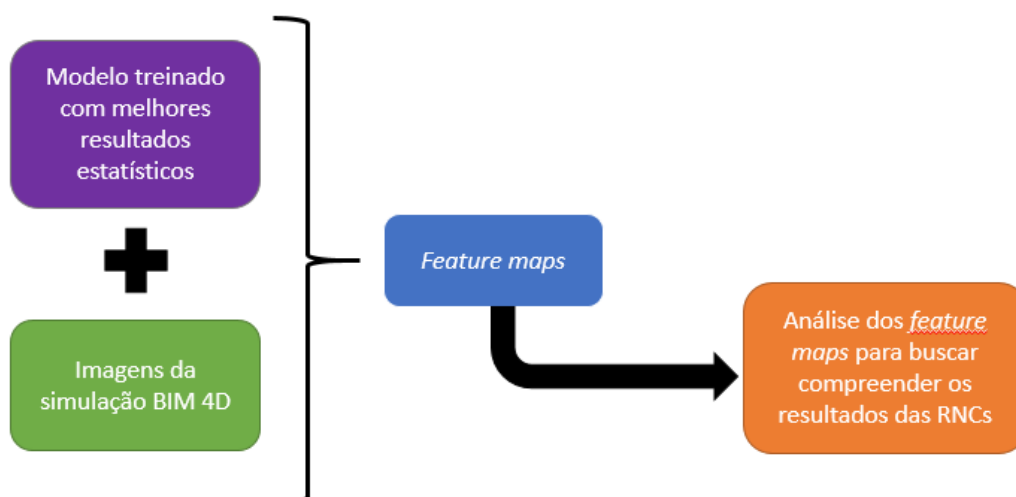 Modelo treinado
com melhores
resultados
estatísticos
Imagens da
simulação BIM 4D
Feature maps
Análise dos feature
maps para buscar
compreender os
resultados das RNCs